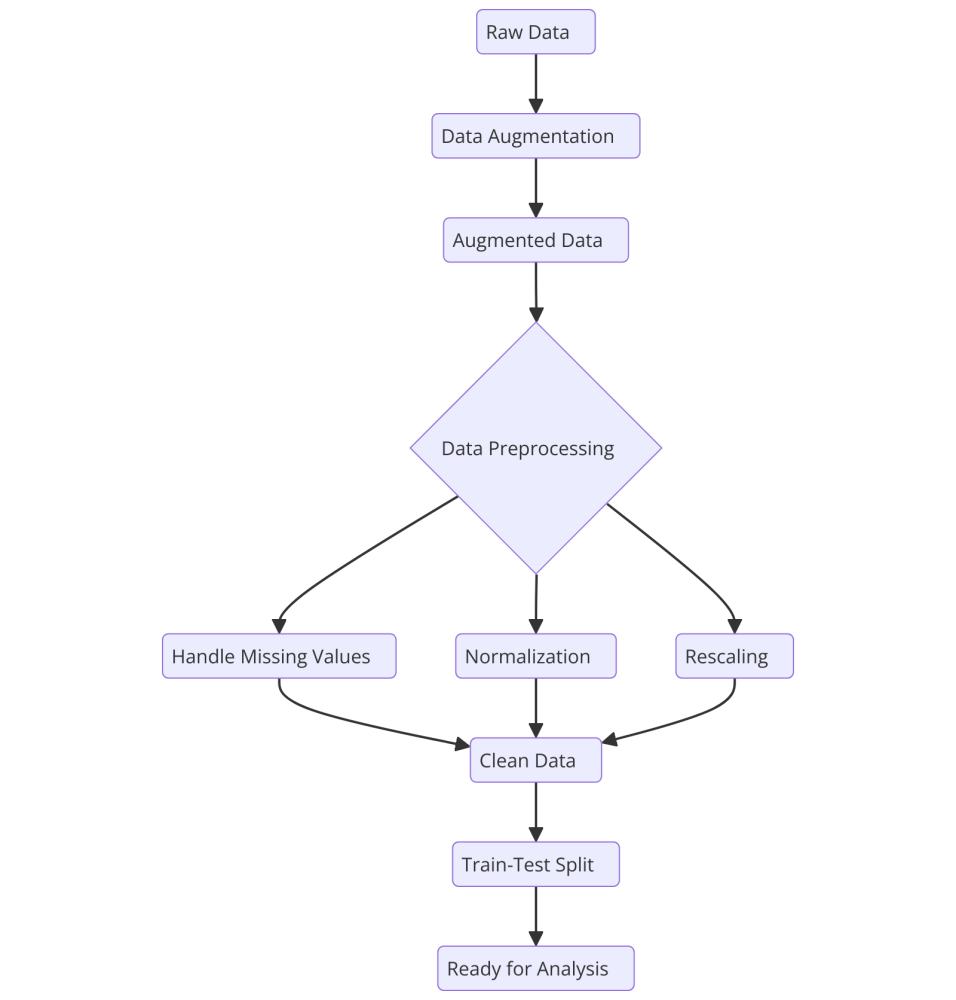 Raw Data
Data Augmentation
Augmented Data
Data Preprocessing
Handle Missing Values
Normalization
Rescaling
Clean Data
Train-Test Split
Ready for Analysis